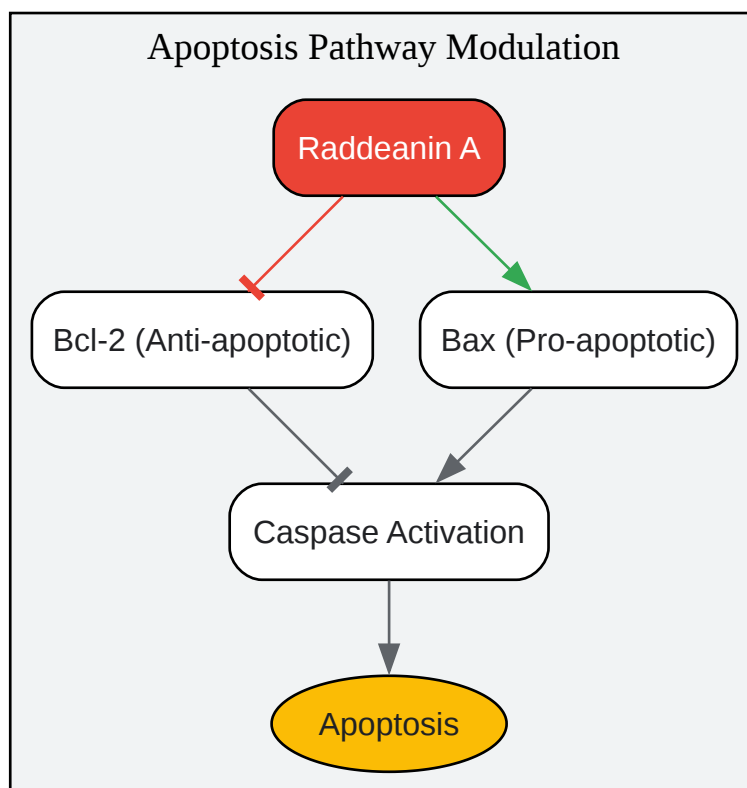 Apoptosis Pathway Modulation
Raddeanin A
Bcl-2 (Anti-apoptotic)
Bax (Pro-apoptotic)
Caspase Activation
Apoptosis